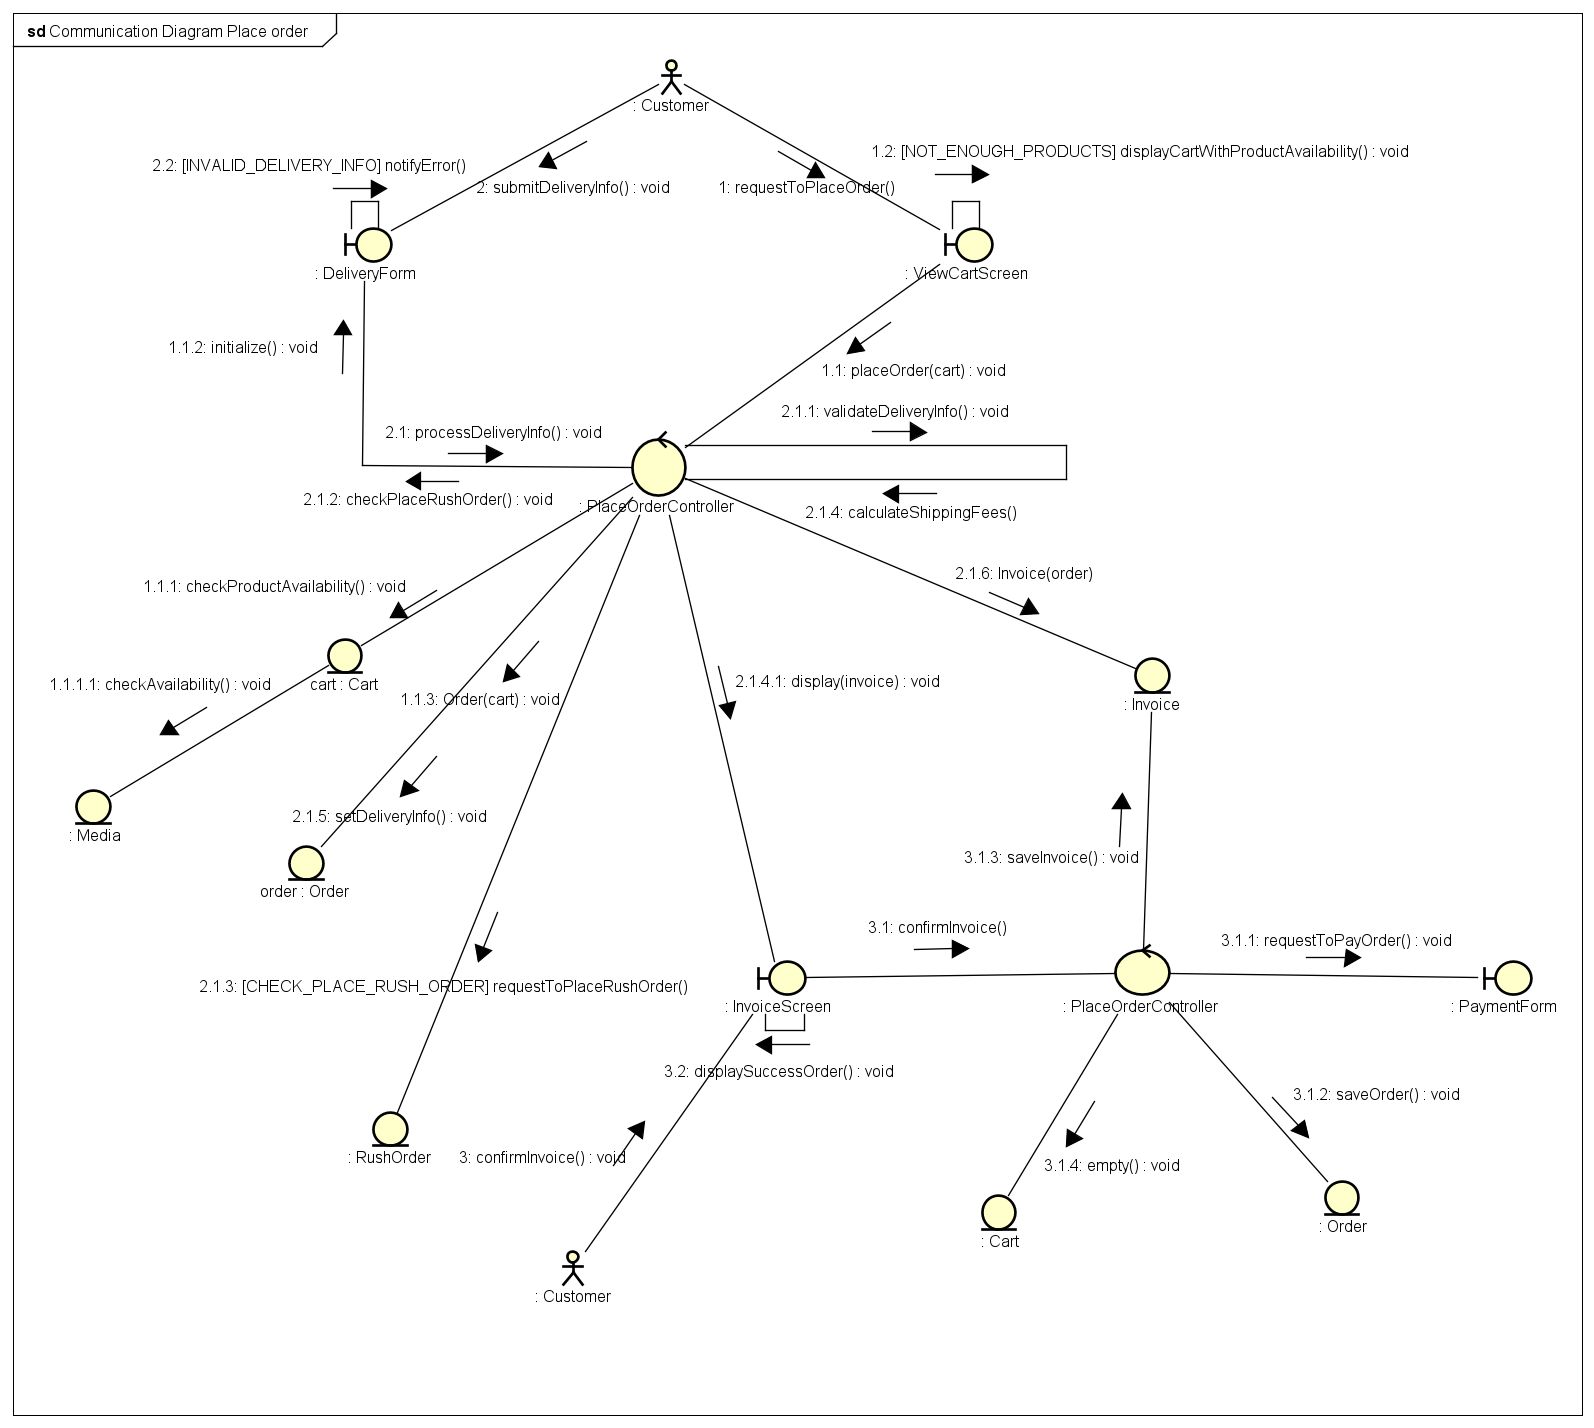 sd Communication Diagram Place order
: Customer
2.2: [INVALID_DELIVERY_INFO] notifyError()
1.2: [NOT_ENOUGH_PRODUCTS] displayCartWithProductAvailability() : void
2: submitDeliveryInfo() : void
1: requestToPlaceOrder()
: DeliveryForm
: ViewCartScreen
1.1.2: initialize() : void
1.1: placeOrder(cart) : void
2.1.1: validateDeliveryInfo() : void
2.1: processDeliveryInfo() : void
2.1.2: checkPlaceRushOrder() : void
: PlaceOrderController
2.1.4: calculateShippingFees()
1.1.1: checkProductAvailability() : void
2.1.6: Invoice(order)
1.1.1.1: checkAvailability() : void
cart : Cart
1.1.3: Order(cart) : void
2.1.4.1: display(invoice) : void
: Invoice
2.1.5: setDeliveryInfo() : void
: Media
order : Order
3.1.3: saveInvoice() : void
3.1: confirmInvoice()
3.1.1: requestToPayOrder() : void
2.1.3: [CHECK_PLACE_RUSH_ORDER] requestToPlaceRushOrder()
: InvoiceScreen
: PlaceOrderController
: PaymentForm
3.2: displaySuccessOrder() : void
3.1.2: saveOrder() : void
: RushOrder
3: confirmInvoice() : void
3.1.4: empty() : void
: Cart
: Order
: Customer